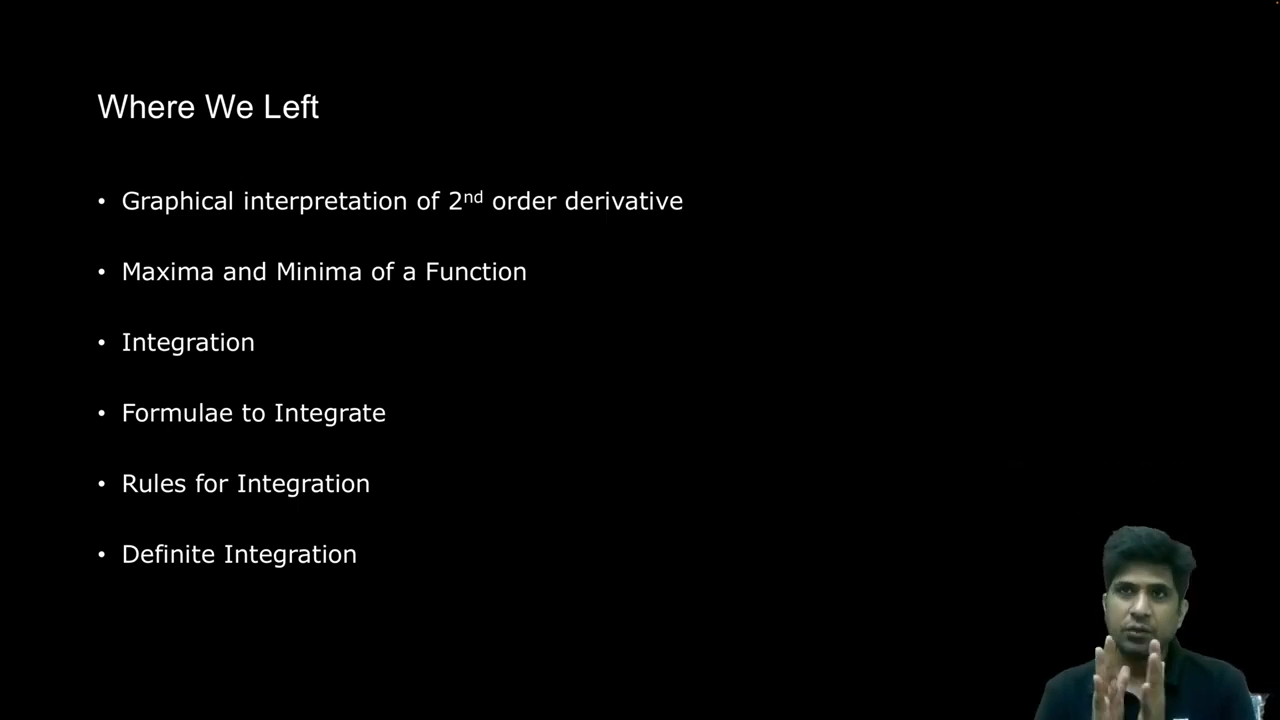 Where We Left
• Graphical interpretation of 2nd order derivative
• Maxima and Minima of a Function
• Integration
• Formulae to Integrate
• Rules for Integration
• Definite Integration